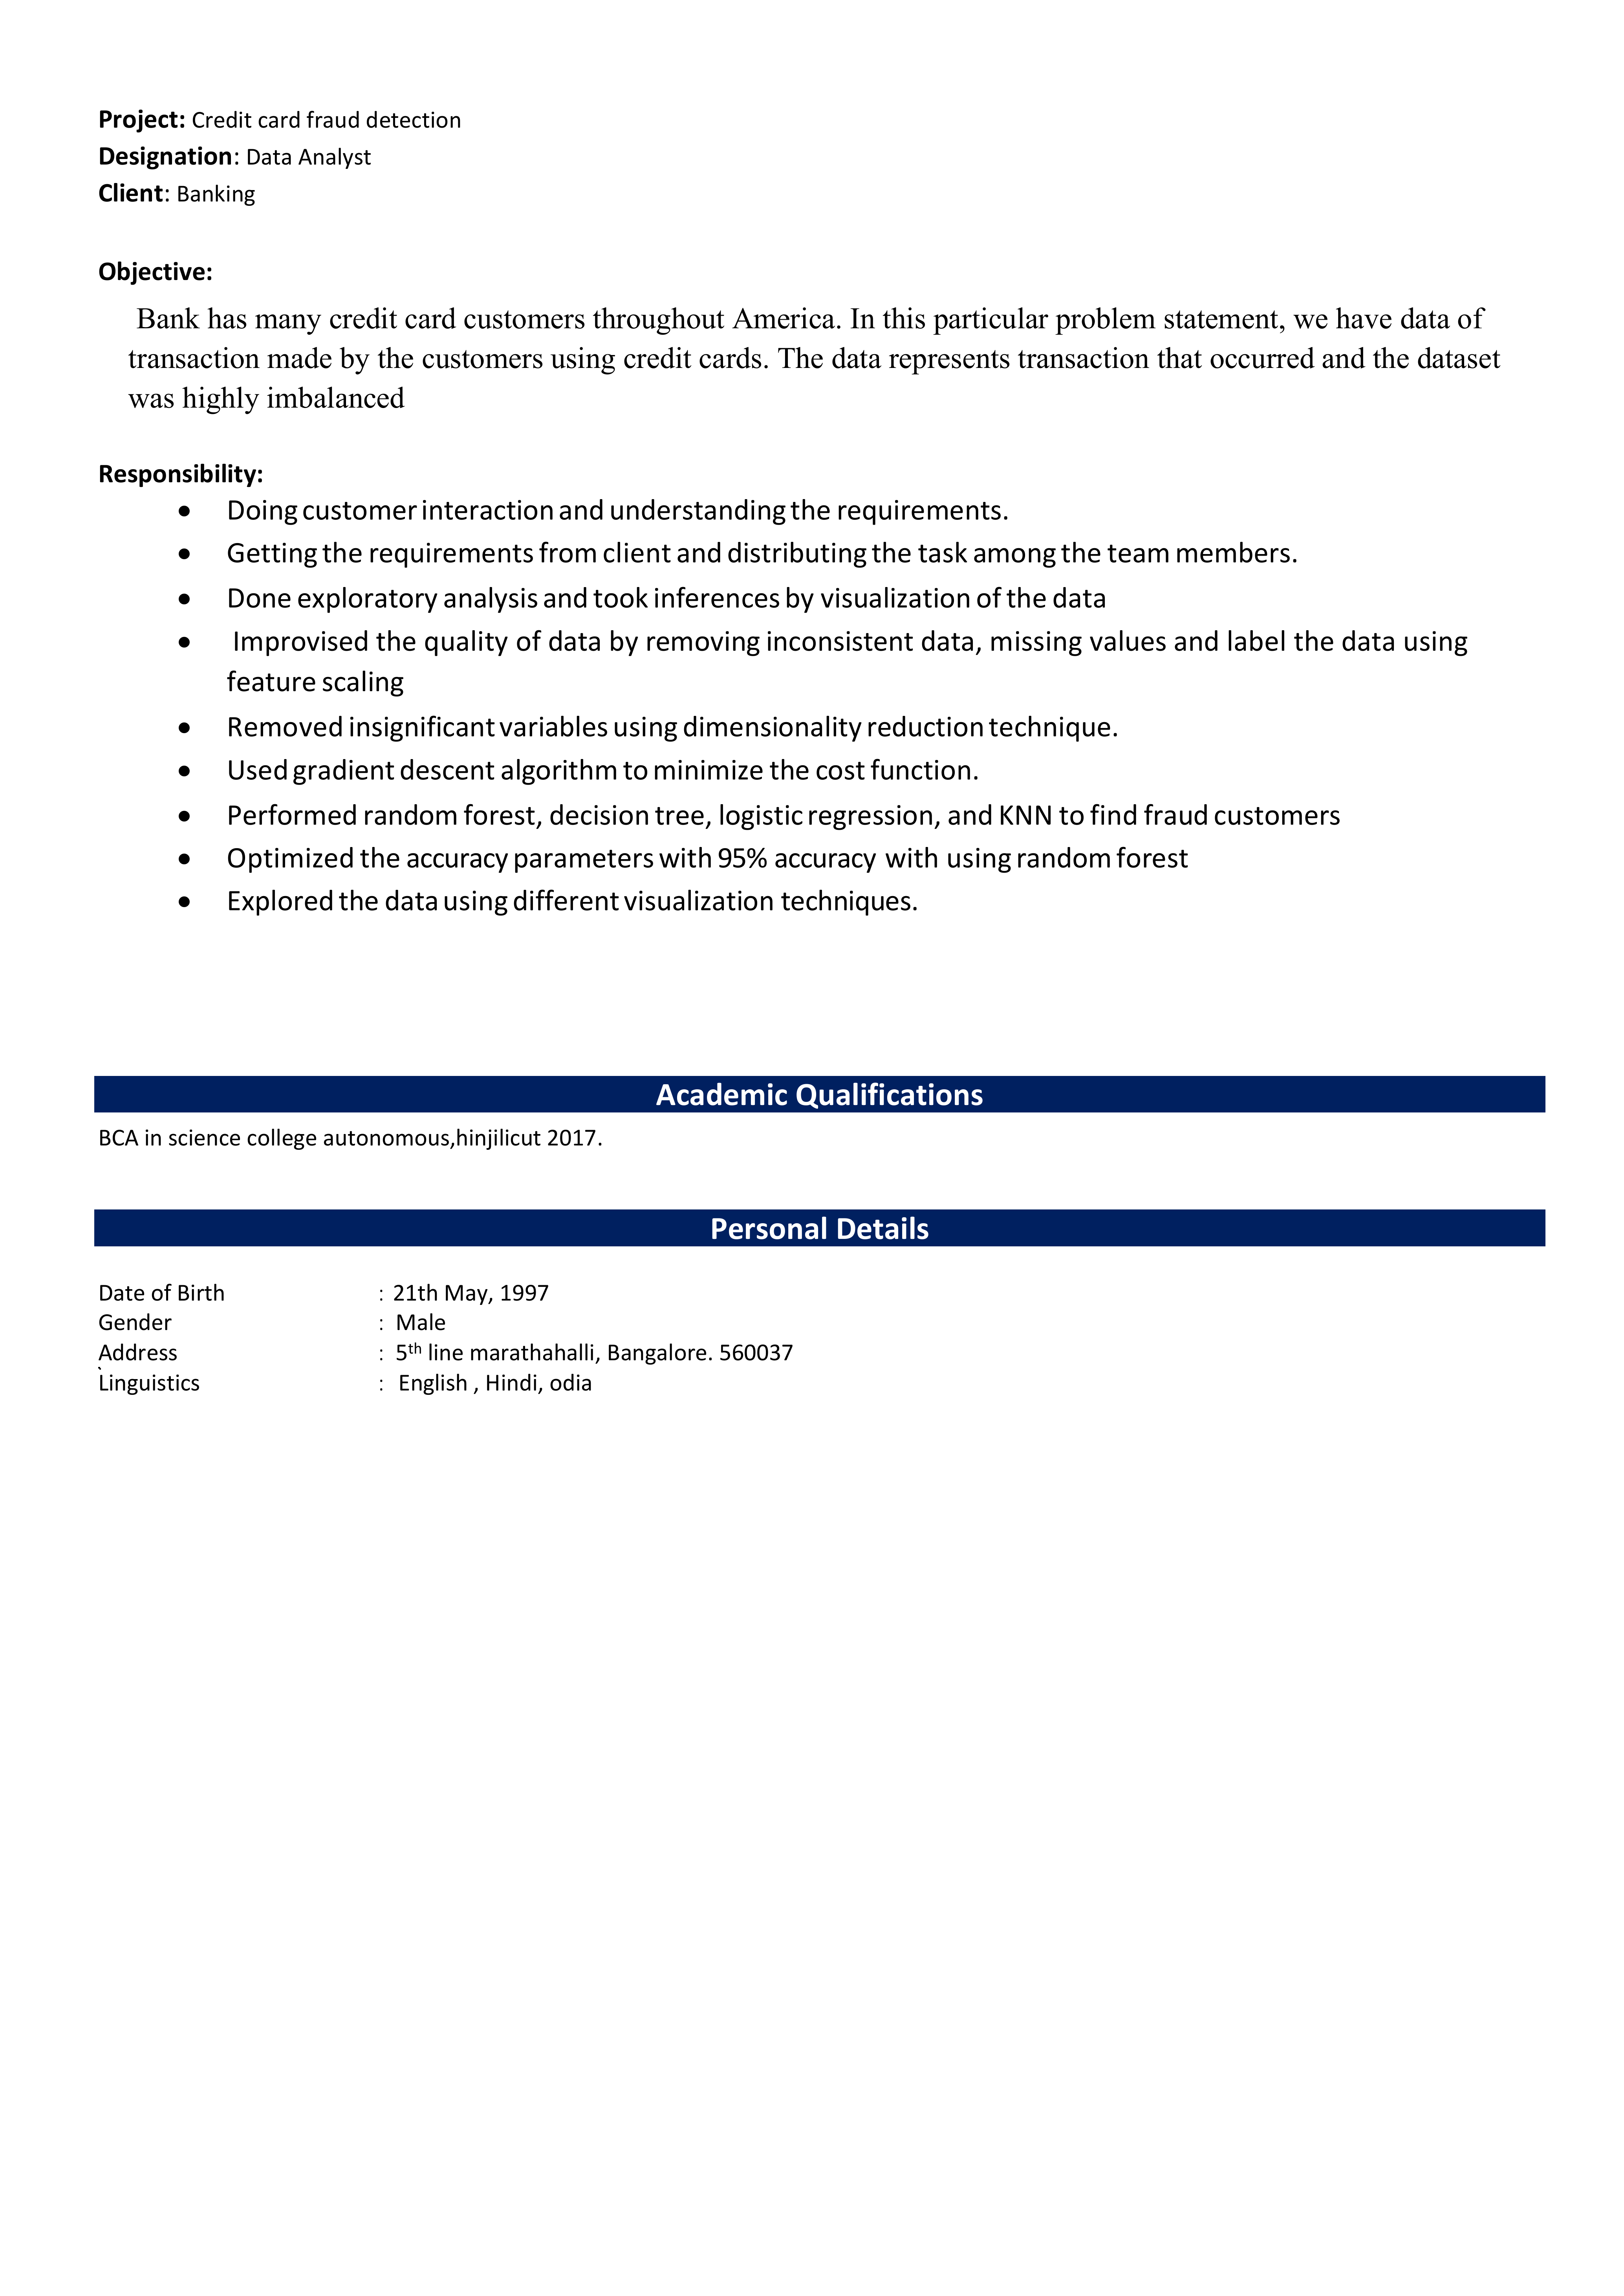 Project: Credit card fraud detection
Designation: Data Analyst
Client: Banking
Objective:
Bank has many credit card customers throughout America. In this particular problem statement, we have data of
transaction made by the customers using credit cards. The data represents transaction that occurred and the dataset
was highly imbalanced
Responsibility:
• Doing customer interaction and understanding the requirements.
• Getting the requirements from client and distributing the task among the team members.
• Done exploratory analysis and took inferences by visualization of the data
• Improvised the quality of data by removing inconsistent data, missing values and label the data using
feature scaling
• Removed insignificant variables using dimensionality reduction technique.
• Used gradient descent algorithm to minimize the cost function.
• Performed random forest, decision tree, logistic regression, and KNN to find fraud customers
• Optimized the accuracy parameters with 95% accuracy with using random forest
• Explored the data using different visualization techniques.
Academic Qualifications
BCA in science college autonomous,hinjilicut 2017.
Personal Details
Date of Birth : 21th May, 1997
Gender : Male
Address : 5th line marathahalli, Bangalore. 560037
`
Linguistics : English , Hindi, odia